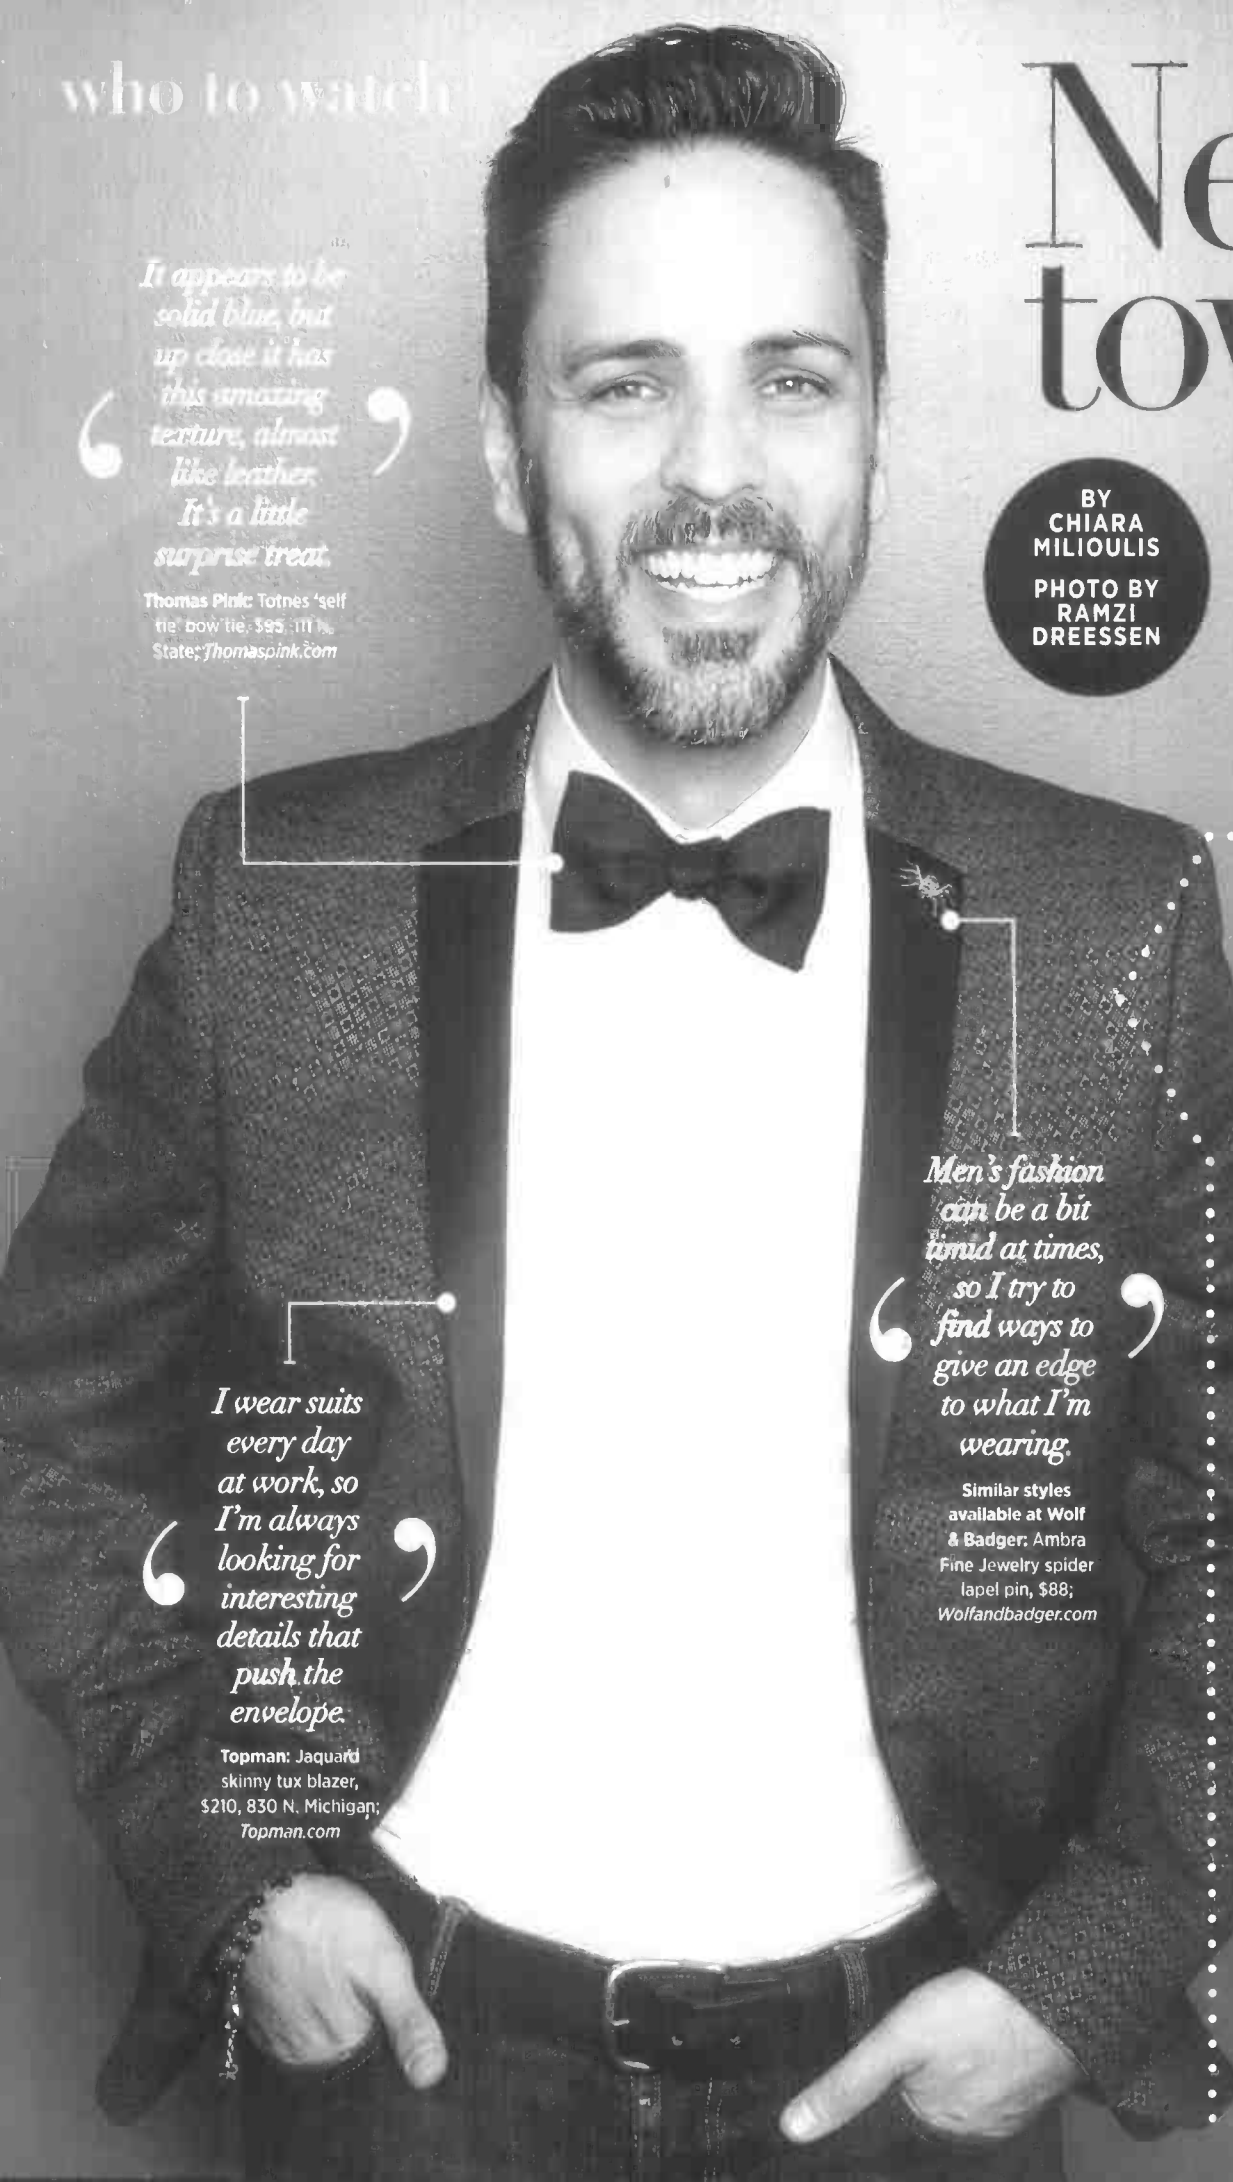 who to watch
Ne
tov
BY
CHIARA
MILIOULIS
PHOTO BY
RAMZI
DREESSEN
It appears to be
solid blue, but
up close it has
this amazing
texture, almost
like leather.
It's a little
surprise treat.
‘ ’
Thomas Pink: Totnes ‘self
tie’ bow tie, $95, 111 N.
State; Thomaspink.com
Men's fashion
can be a bit
timid at times,
so I try to
find ways to
give an edge
to what I'm
wearing.
‘ ’
Similar styles
available at Wolf
& Badger: Ambra
Fine Jewelry spider
lapel pin, $88;
Wolfandbadger.com
I wear suits
every day
at work, so
I'm always
looking for
interesting
details that
push the
envelope.
‘ ’
Topman: Jaquard
skinny tux blazer,
$210, 830 N. Michigan;
Topman.com